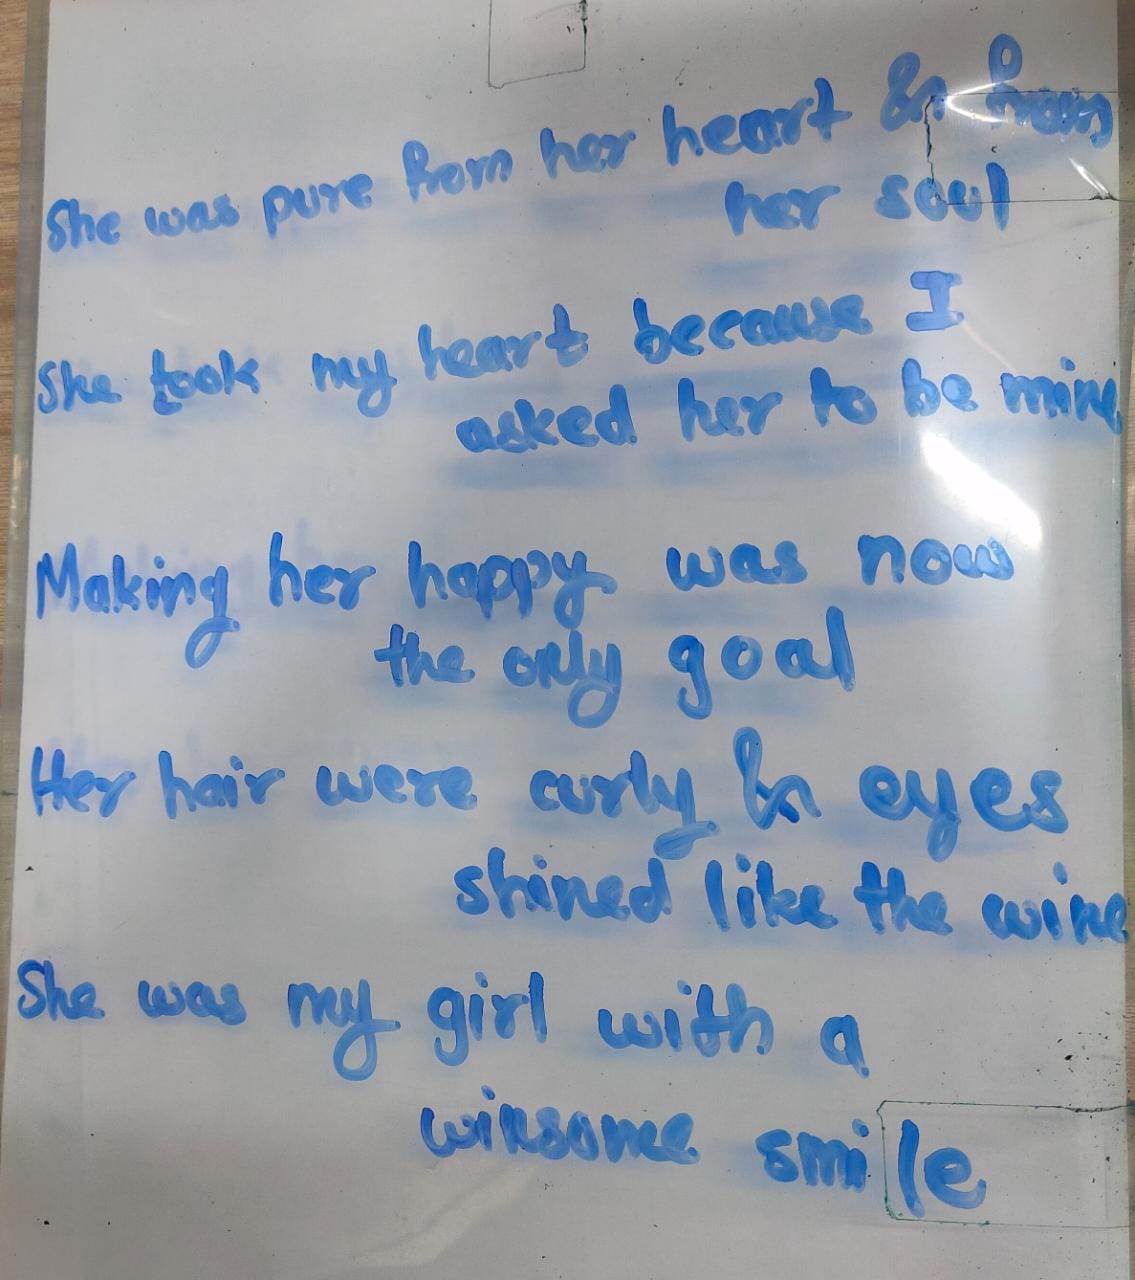 She was pure from her heart & from
her soul
She took my heart because I
asked her to be mine
Making her happy was now
the only goal
Her hair were curly & eyes
shined like the wine
She was my girl with a
winsome smile